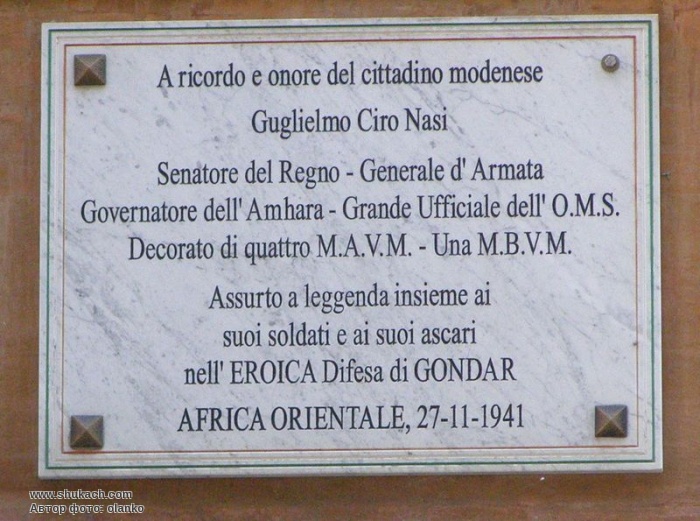 A ricordo e onore del cittadino modenese
Guglielmo Ciro Nasi
Senatore del Regno - Generale d' Armata
Governatore dell' Amhara - Grande Ufficiale dell' O.M.S.
Decorato di quattro M.A.V.M. - Una M.B.V.M.
Assurto a leggenda insieme ai
suoi soldati e ai suoi ascari
nell' EROICA Difesa di GONDAR
AFRICA ORIENTALE, 27-11-1941
www.shukach.com
Автор фото: olanko